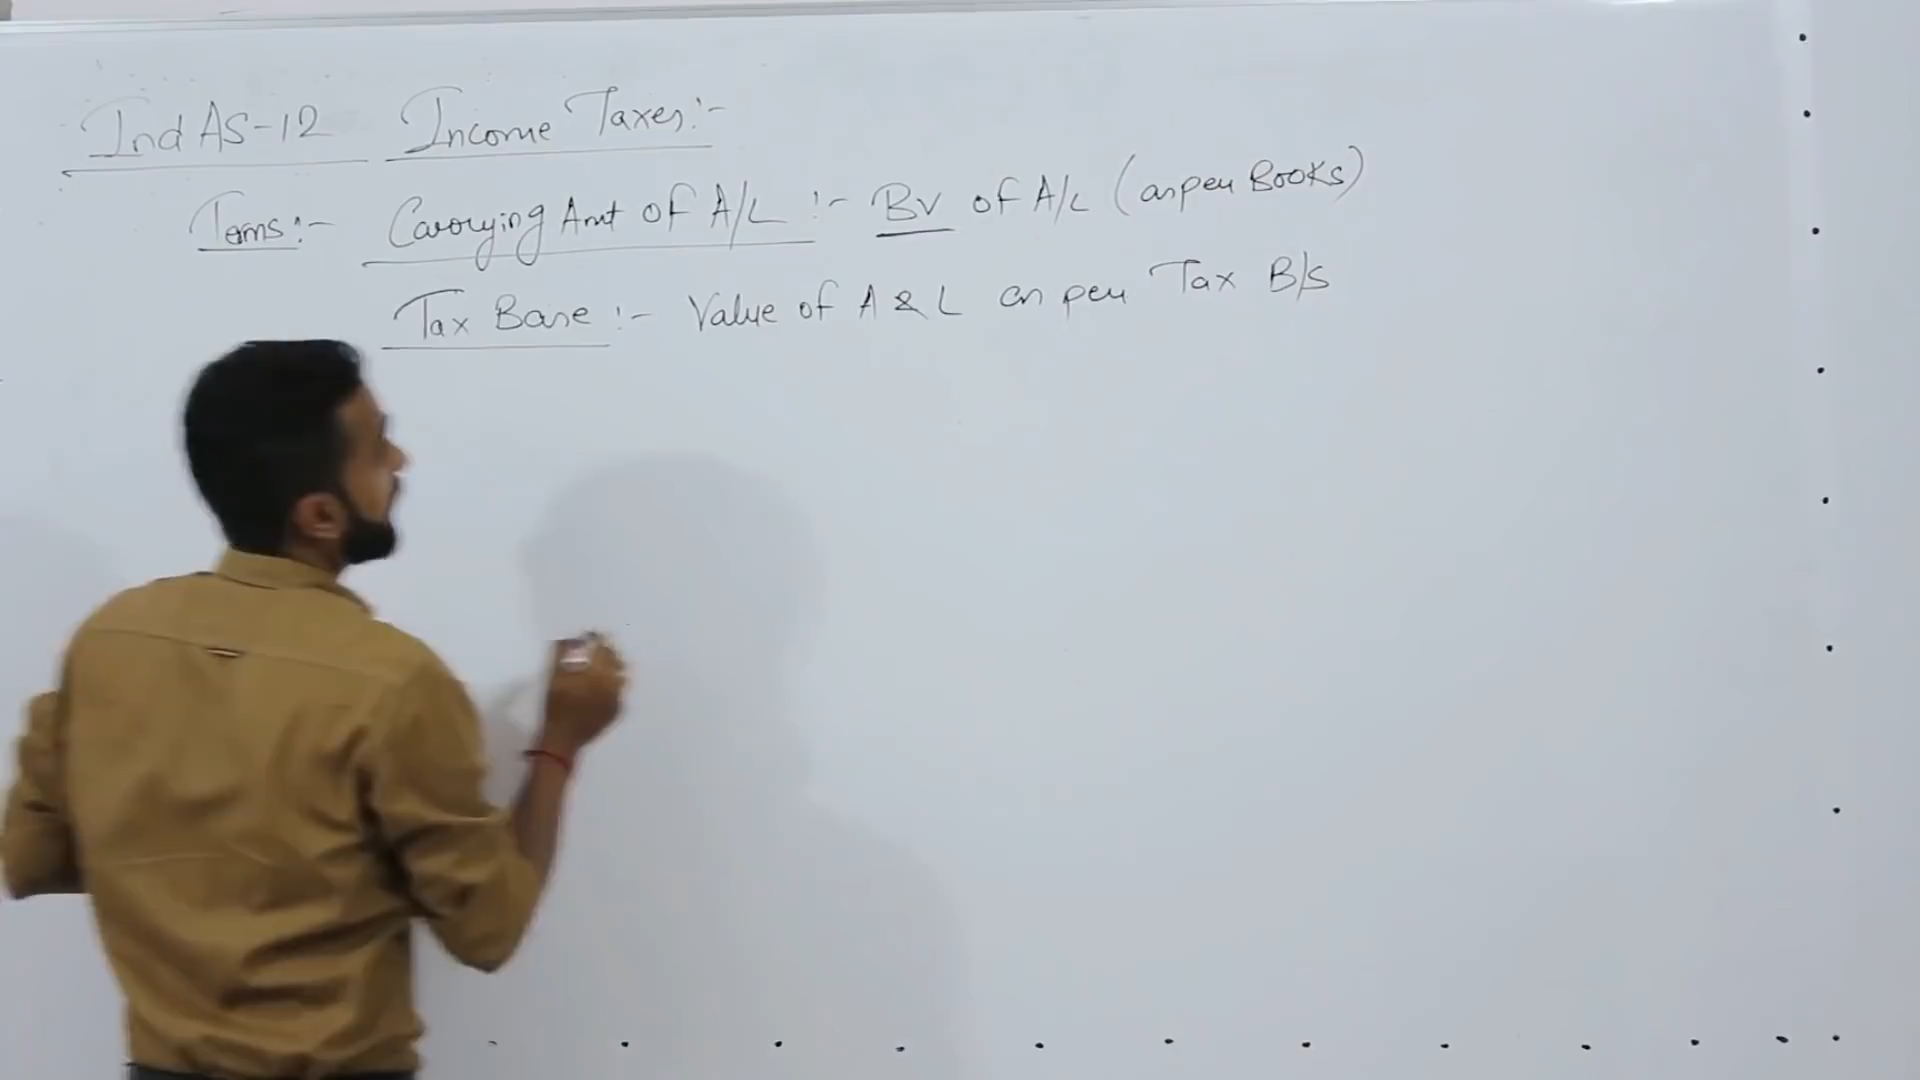 Ind AS-12 Income Taxes:-
Terms:- Carrying Amt of A/L :- BV of A/L (as per Books)
Tax Base :- Value of A & L as per Tax B/S